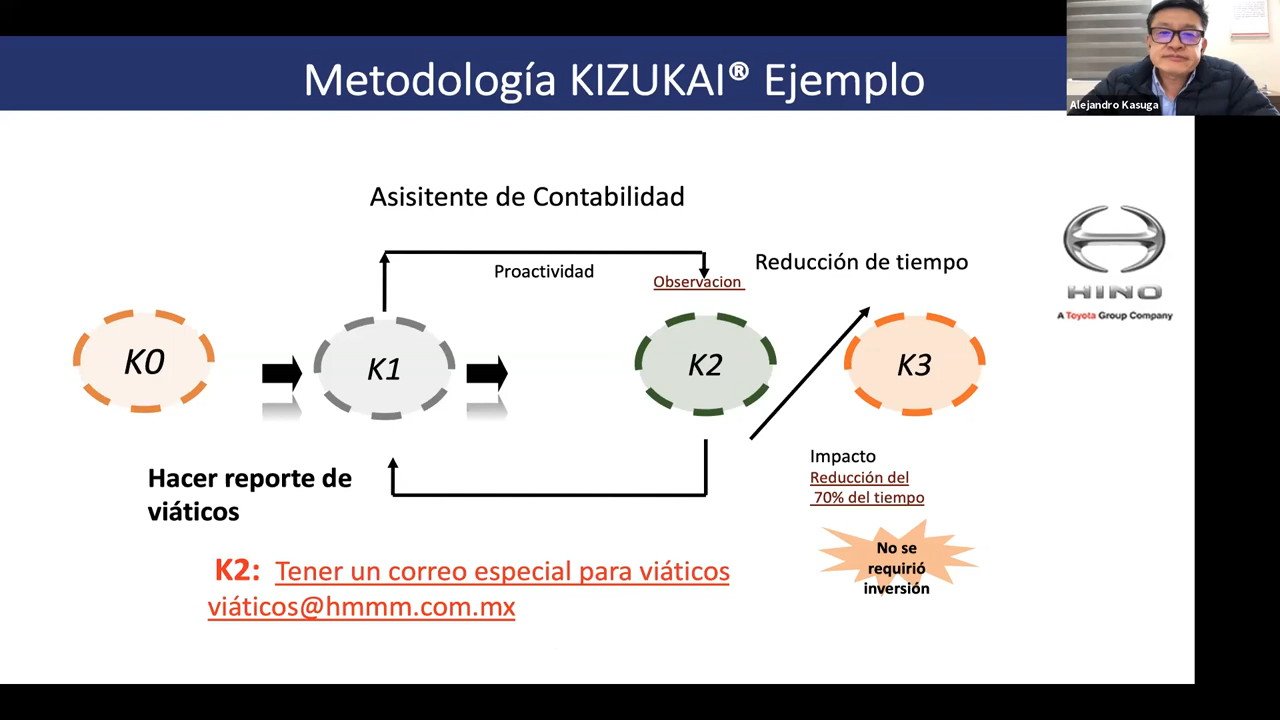 Metodología KIZUKAI® Ejemplo
Alejandro Kasuga
Asisitente de Contabilidad
Proactividad
Observacion
Reducción de tiempo
HINO
A Toyota Group Company
K0
K1
K2
K3
Hacer reporte de
viáticos
Impacto
Reducción del
70% del tiempo
No se
requirió
inversión
K2: Tener un correo especial para viáticos
viáticos@hmmm.com.mx